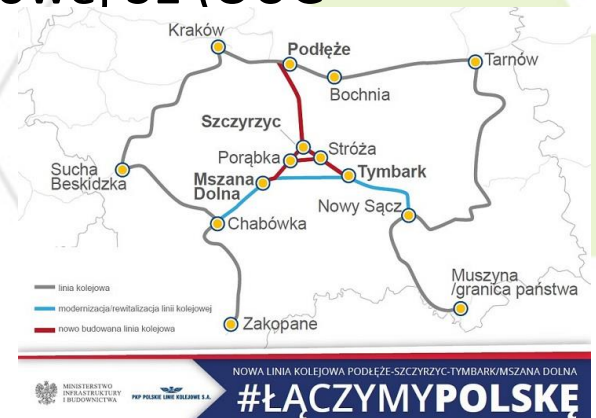 Kraków
Podłęże
Tarnów
Bochnia
Szczyrzyc
Stróża
Porąbka
Sucha
Beskidzka
Mszana
Dolna
Tymbark
Nowy Sącz
Chabówka
Muszyna
/granica państwa
Zakopane
linia kolejowa
modernizacja/rewitalizacja linii kolejowej
nowo budowana linia kolejowa
NOWA LINIA KOLEJOWA PODŁĘŻE-SZCZYRZYC-TYMBARK/MSZANA DOLNA
MINISTERSTWO
INFRASTRUKTURY
I BUDOWNICTWA
PKP POLSKIE LINIE KOLEJOWE S.A.
#ŁĄCZYMYPOLSKĘ